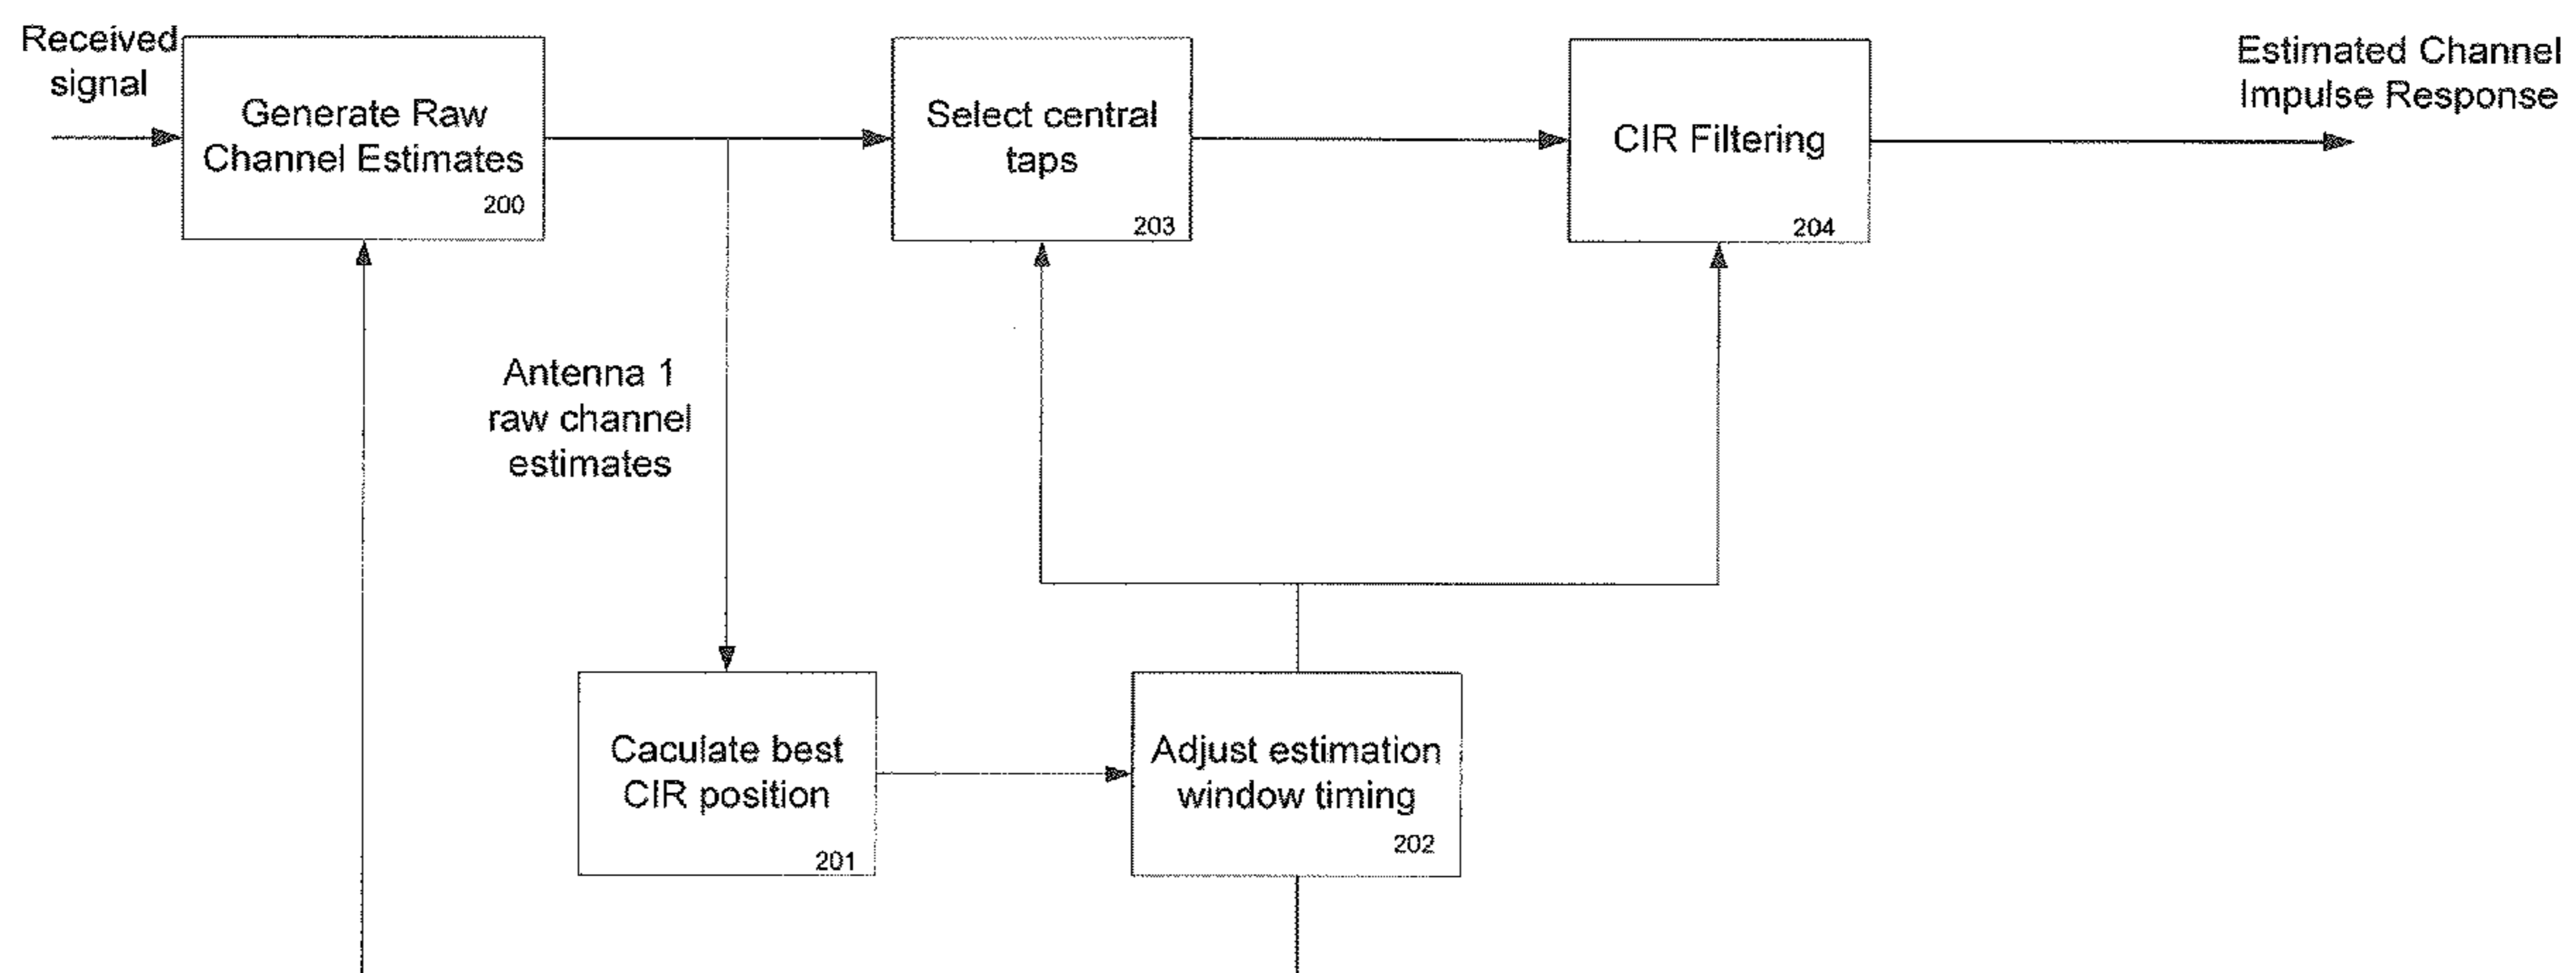 Received
signal
Generate Raw
Channel Estimates
200
Select central
taps
203
CIR Filtering
204
Estimated Channel
Impulse Response
Antenna 1
raw channel
estimates
Caculate best
CIR position
201
Adjust estimation
window timing
202